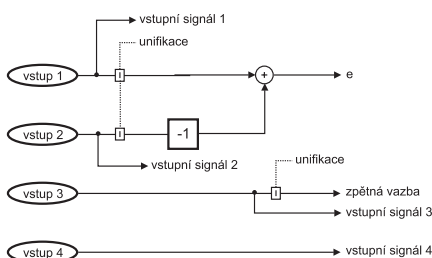 vstupní signál 1
unifikace
vstup 1
I
+
e
vstup 2
I
-1
vstupní signál 2
unifikace
vstup 3
I
zpětná vazba
vstupní signál 3
vstup 4
vstupní signál 4